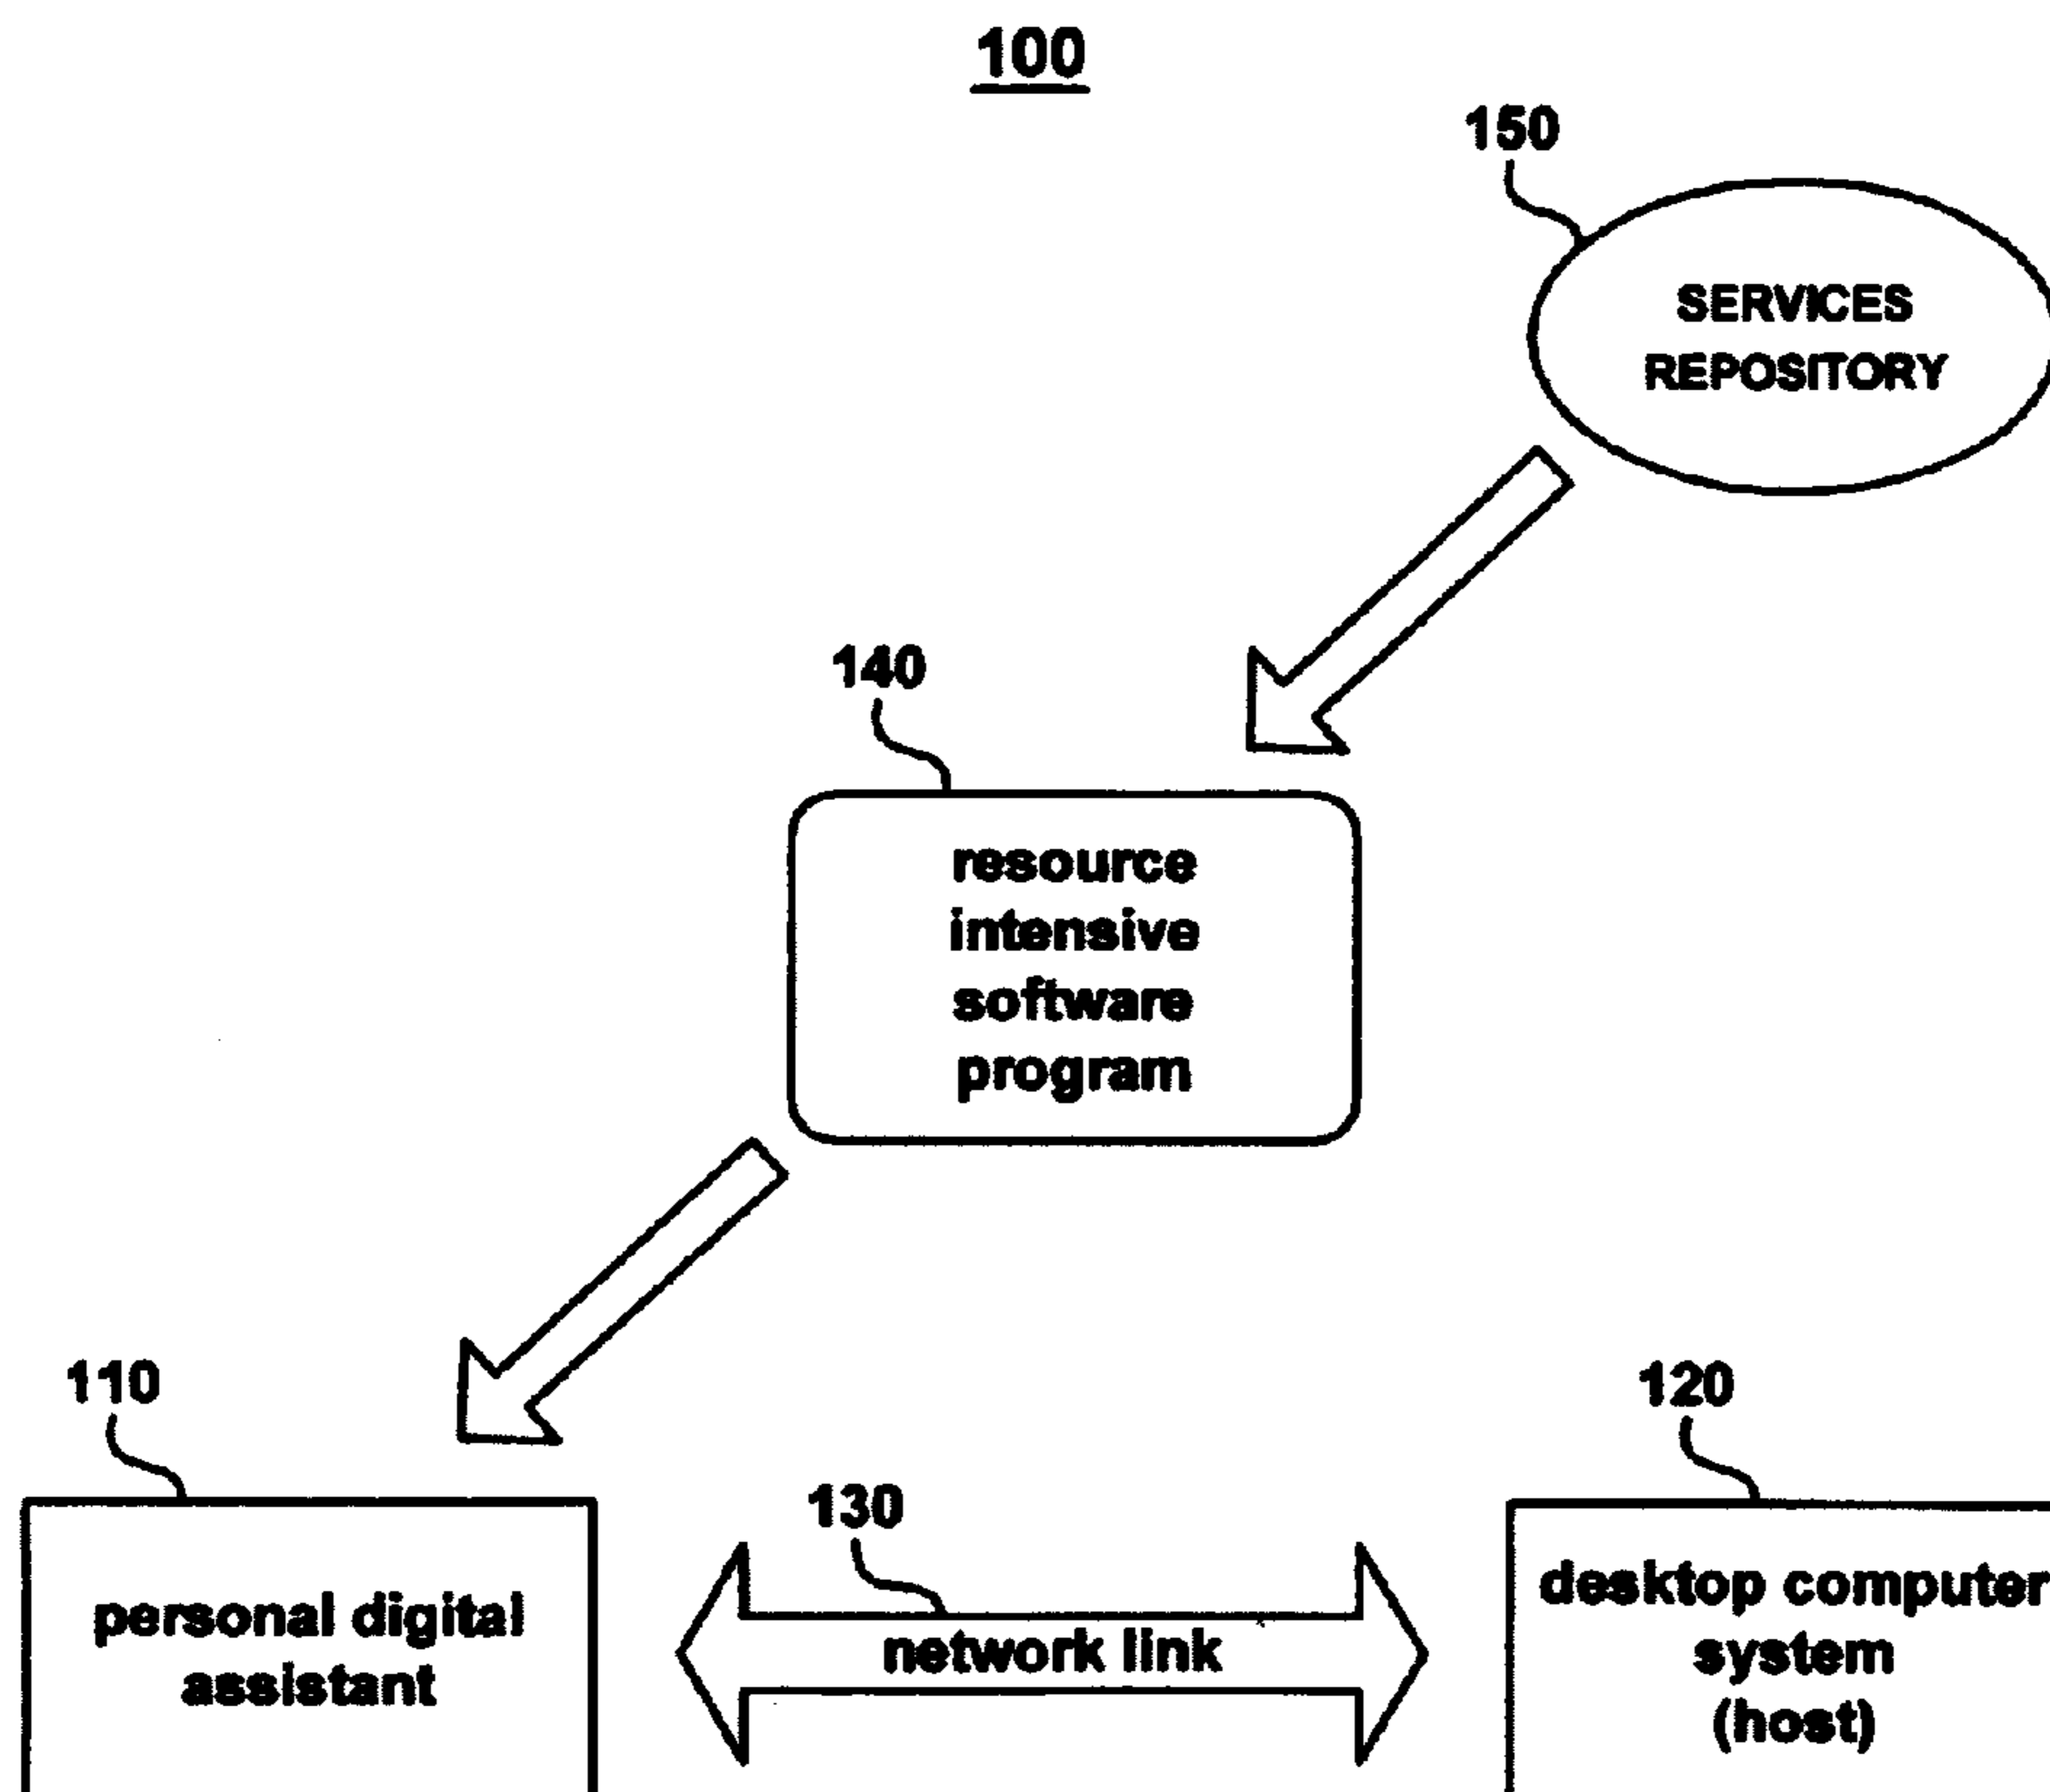 100
150
SERVICES
REPOSITORY
140
resource
intensive
software
program
110
120
130
personal digital
assistant
network link
desktop computer
system
(host)